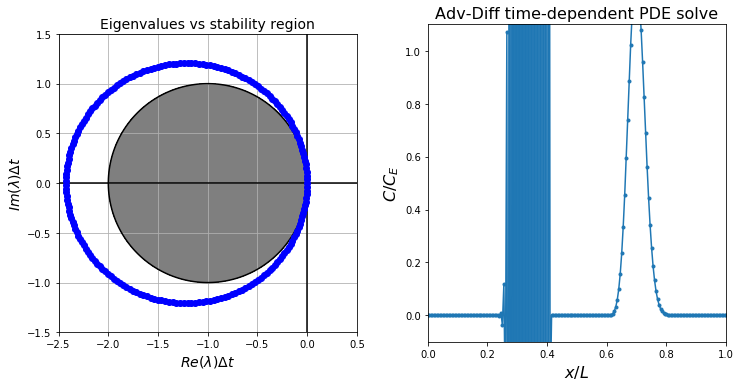 Eigenvalues vs stability region
1.5
1.0
0.5
0.0
−0.5
−1.0
−1.5
Im(λ)Δt
−2.5 −2.0 −1.5 −1.0 −0.5 0.0 0.5
Re(λ)Δt
Adv-Diff time-dependent PDE solve
1.0
0.8
0.6
0.4
0.2
0.0
C/C_E
0.0 0.2 0.4 0.6 0.8 1.0
x/L